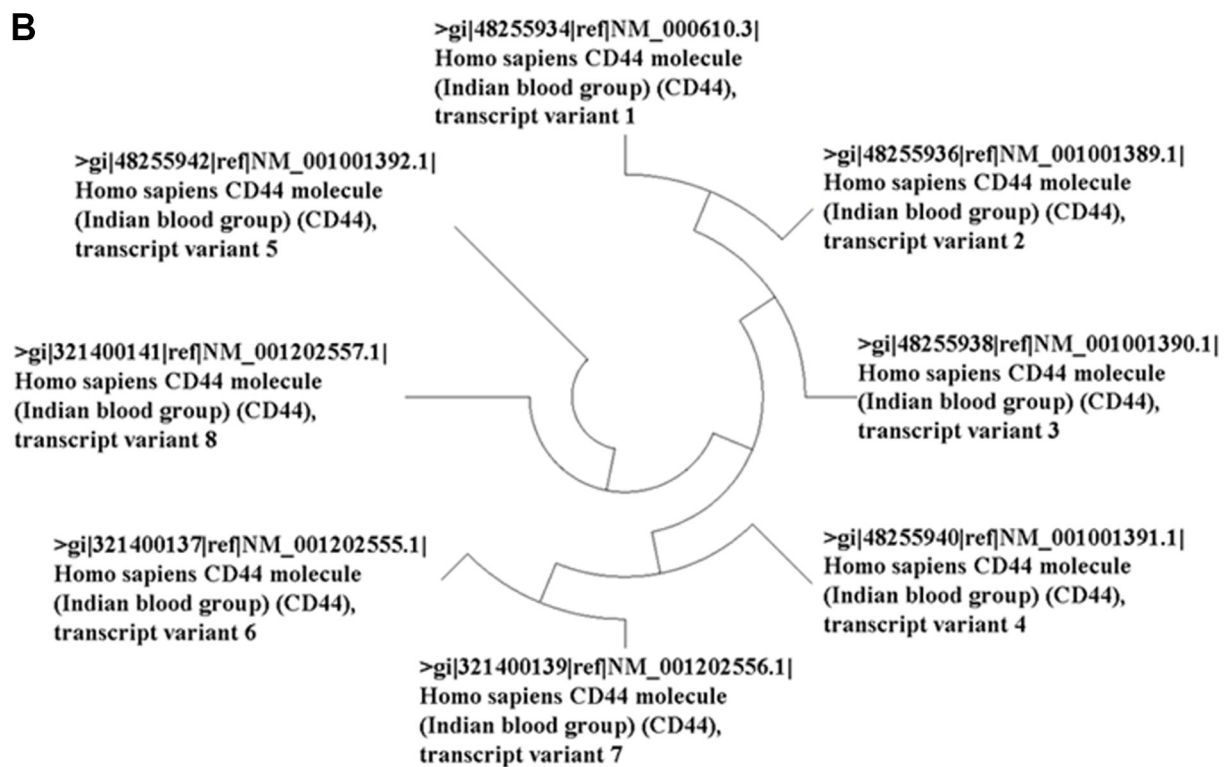 B
>gi|48255934|ref|NM_000610.3|
Homo sapiens CD44 molecule
(Indian blood group) (CD44),
transcript variant 1
>gi|48255942|ref|NM_001001392.1|
Homo sapiens CD44 molecule
(Indian blood group) (CD44),
transcript variant 5
>gi|48255936|ref|NM_001001389.1|
Homo sapiens CD44 molecule
(Indian blood group) (CD44),
transcript variant 2
>gi|321400141|ref|NM_001202557.1|
Homo sapiens CD44 molecule
(Indian blood group) (CD44),
transcript variant 8
>gi|48255938|ref|NM_001001390.1|
Homo sapiens CD44 molecule
(Indian blood group) (CD44),
transcript variant 3
>gi|321400137|ref|NM_001202555.1|
Homo sapiens CD44 molecule
(Indian blood group) (CD44),
transcript variant 6
>gi|48255940|ref|NM_001001391.1|
Homo sapiens CD44 molecule
(Indian blood group) (CD44),
transcript variant 4
>gi|321400139|ref|NM_001202556.1|
Homo sapiens CD44 molecule
(Indian blood group) (CD44),
transcript variant 7